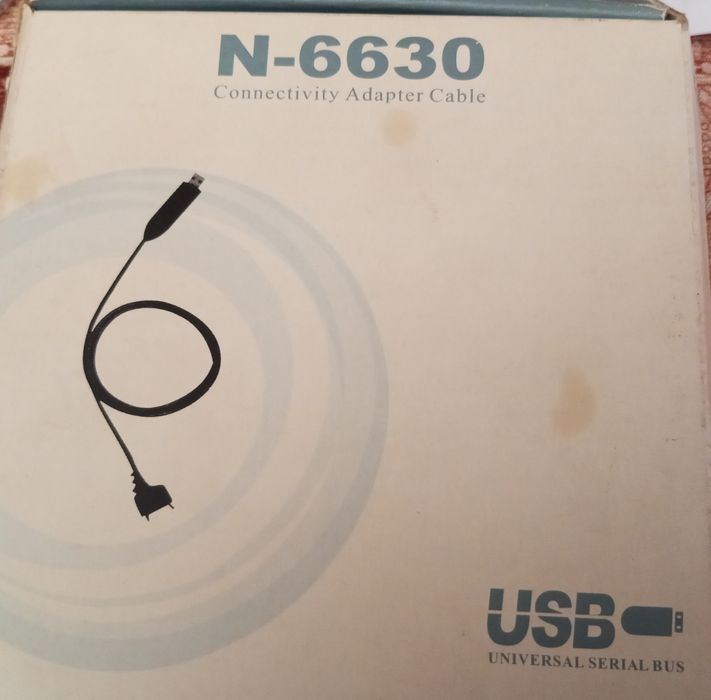 N-6630
Connectivity Adapter Cable
USB
UNIVERSAL SERIAL BUS